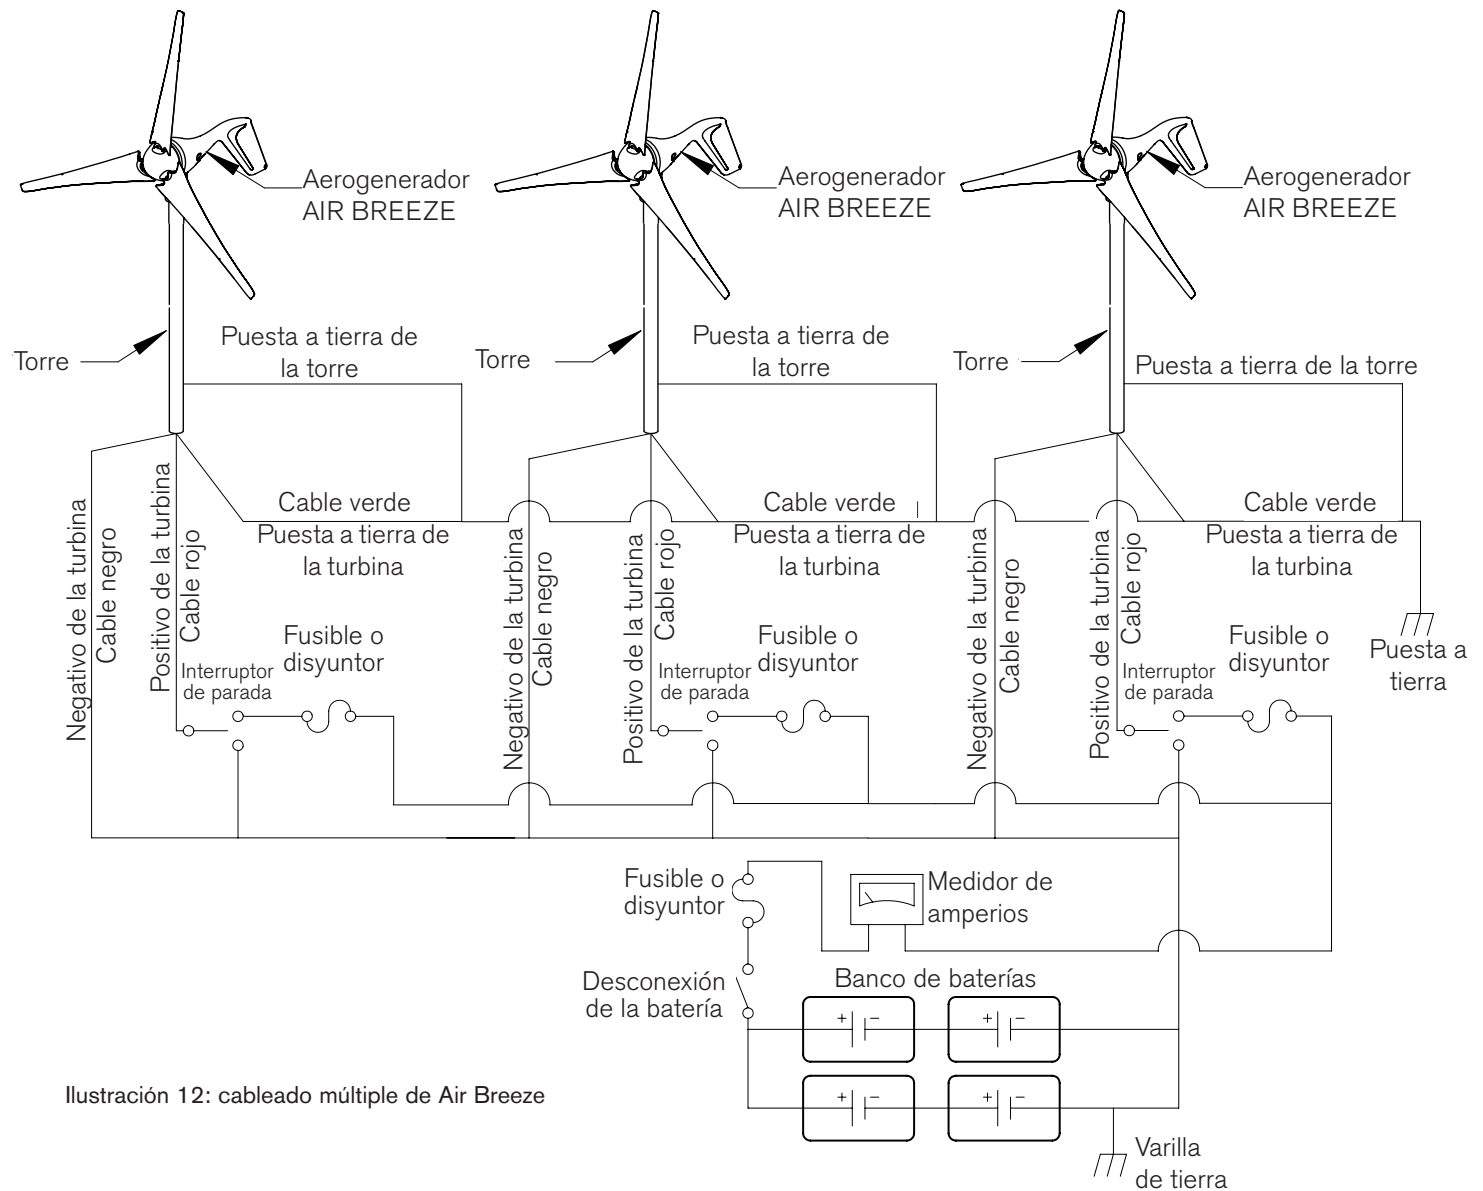 Aerogenerador
AIR BREEZE
Aerogenerador
AIR BREEZE
Aerogenerador
AIR BREEZE
Torre
Puesta a tierra de
la torre
Torre
Puesta a tierra de
la torre
Torre
Puesta a tierra de la torre
Negativo de la turbina
Cable negro
Positivo de la turbina
Cable rojo
Cable verde
Puesta a tierra de
la turbina
Interruptor
de parada
Fusible o
disyuntor
Negativo de la turbina
Cable negro
Positivo de la turbina
Cable rojo
Cable verde
Puesta a tierra de
la turbina
Interruptor
de parada
Fusible o
disyuntor
Negativo de la turbina
Cable negro
Positivo de la turbina
Cable rojo
Cable verde
Puesta a tierra de
la turbina
Interruptor
de parada
Fusible o
disyuntor
Puesta a
tierra
Fusible o
disyuntor
Medidor de
amperios
Desconexión
de la batería
Banco de baterías
+ −
+ −
+ −
+ −
Ilustración 12: cableado múltiple de Air Breeze
Varilla
de tierra